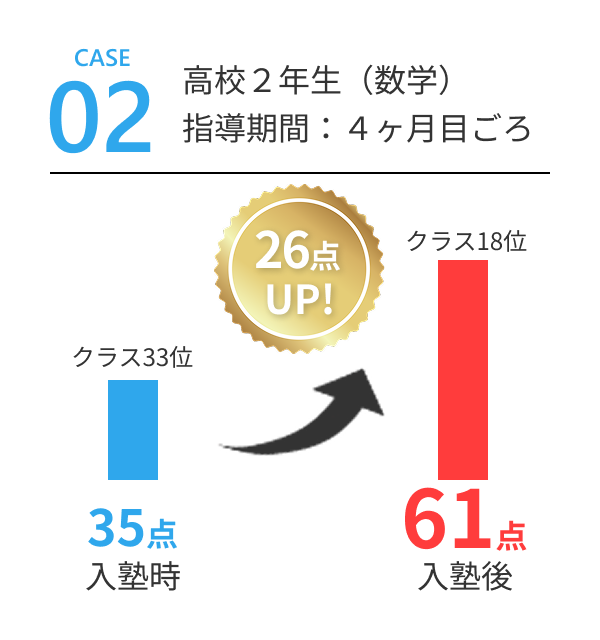 CASE
02
高校２年生（数学）
指導期間：４ヶ月目ごろ
26点
UP!
クラス18位
クラス33位
35点
入塾時
61点
入塾後